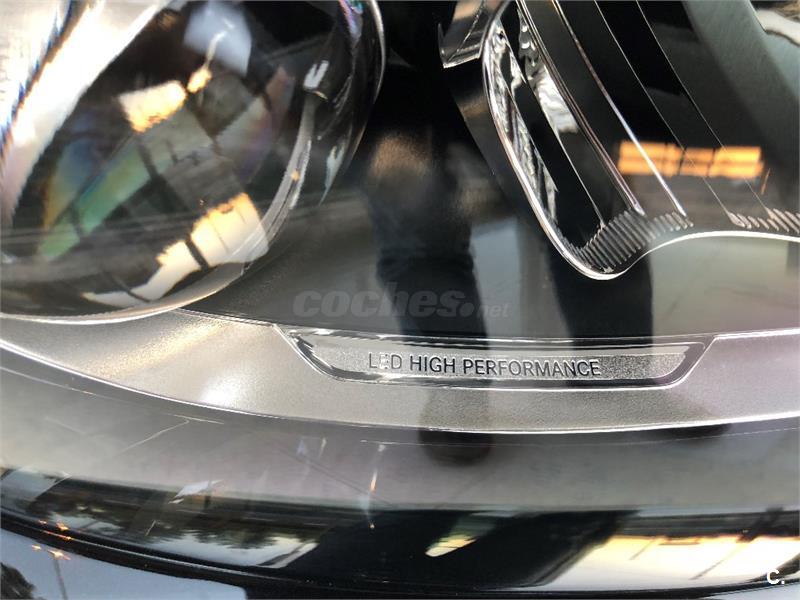 coches.net
LED HIGH PERFORMANCE
c.